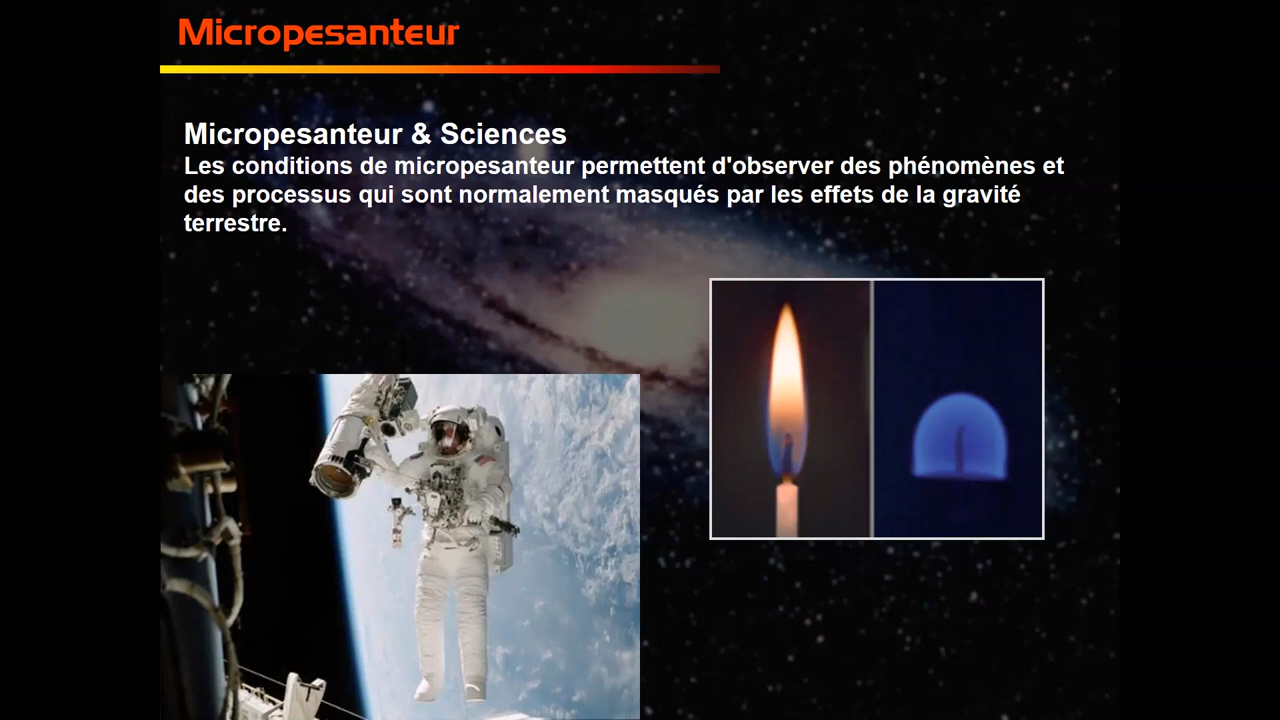 Micropesanteur
Micropesanteur & Sciences
Les conditions de micropesanteur permettent d'observer des phénomènes et
des processus qui sont normalement masqués par les effets de la gravité
terrestre.